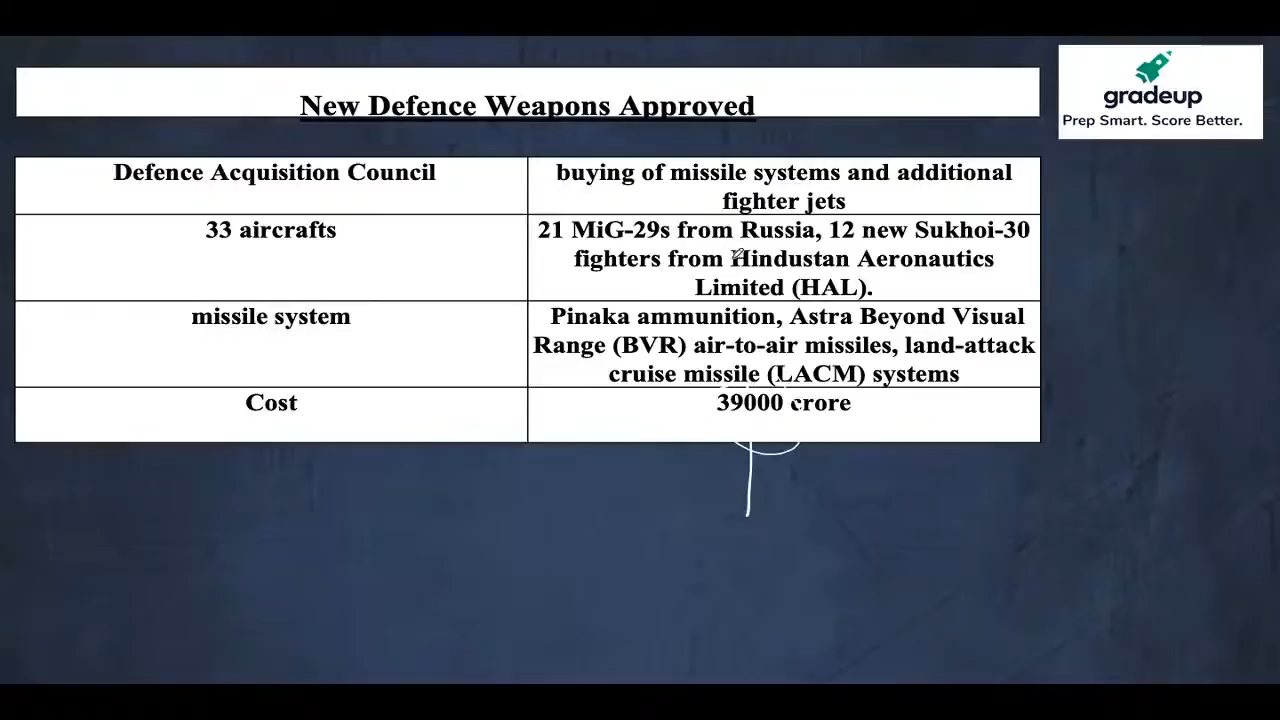 New Defence Weapons Approved
gradeup
Prep Smart. Score Better.
Defence Acquisition Council
buying of missile systems and additional
fighter jets
33 aircrafts
21 MiG-29s from Russia, 12 new Sukhoi-30
fighters from Hindustan Aeronautics
Limited (HAL).
missile system
Pinaka ammunition, Astra Beyond Visual
Range (BVR) air-to-air missiles, land-attack
cruise missile (LACM) systems
Cost
39000 crore